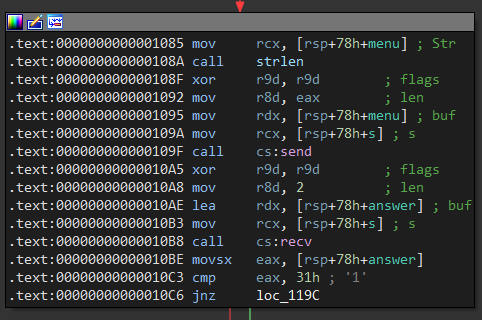 .text:0000000000001085 mov rcx, [rsp+78h+menu] ; Str
.text:000000000000108A call strlen
.text:000000000000108F xor r9d, r9d ; flags
.text:0000000000001092 mov r8d, eax ; len
.text:0000000000001095 mov rdx, [rsp+78h+menu] ; buf
.text:000000000000109A mov rcx, [rsp+78h+s] ; s
.text:000000000000109F call cs:send
.text:00000000000010A5 xor r9d, r9d ; flags
.text:00000000000010A8 mov r8d, 2 ; len
.text:00000000000010AE lea rdx, [rsp+78h+answer] ; buf
.text:00000000000010B3 mov rcx, [rsp+78h+s] ; s
.text:00000000000010B8 call cs:recv
.text:00000000000010BE movsx eax, [rsp+78h+answer]
.text:00000000000010C3 cmp eax, 31h ; '1'
.text:00000000000010C6 jnz loc_119C